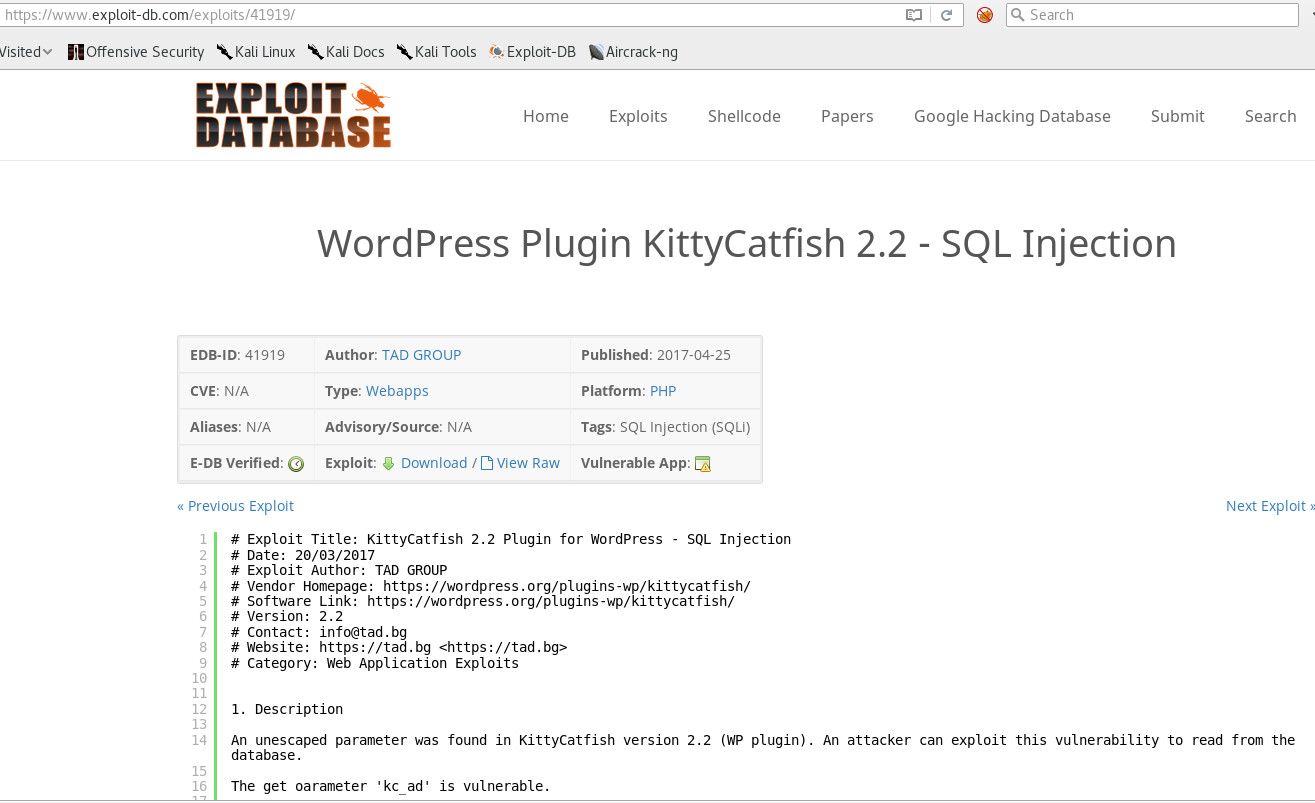 https://www.exploit-db.com/exploits/41919/
Search
Visited
Offensive Security
Kali Linux
Kali Docs
Kali Tools
Exploit-DB
Aircrack-ng
EXPLOIT
DATABASE
Home
Exploits
Shellcode
Papers
Google Hacking Database
Submit
Search
WordPress Plugin KittyCatfish 2.2 - SQL Injection
EDB-ID: 41919
Author: TAD GROUP
Published: 2017-04-25
CVE: N/A
Type: Webapps
Platform: PHP
Aliases: N/A
Advisory/Source: N/A
Tags: SQL Injection (SQLi)
E-DB Verified:
Exploit: Download / View Raw
Vulnerable App:
« Previous Exploit
Next Exploit »
1 # Exploit Title: KittyCatfish 2.2 Plugin for WordPress - SQL Injection
2 # Date: 20/03/2017
3 # Exploit Author: TAD GROUP
4 # Vendor Homepage: https://wordpress.org/plugins-wp/kittycatfish/
5 # Software Link: https://wordpress.org/plugins-wp/kittycatfish/
6 # Version: 2.2
7 # Contact: info@tad.bg
8 # Website: https://tad.bg <https://tad.bg>
9 # Category: Web Application Exploits
10
11
12 1. Description
13
14 An unescaped parameter was found in KittyCatfish version 2.2 (WP plugin). An attacker can exploit this vulnerability to read from the
database.
15
16 The get oarameter 'kc_ad' is vulnerable.
17